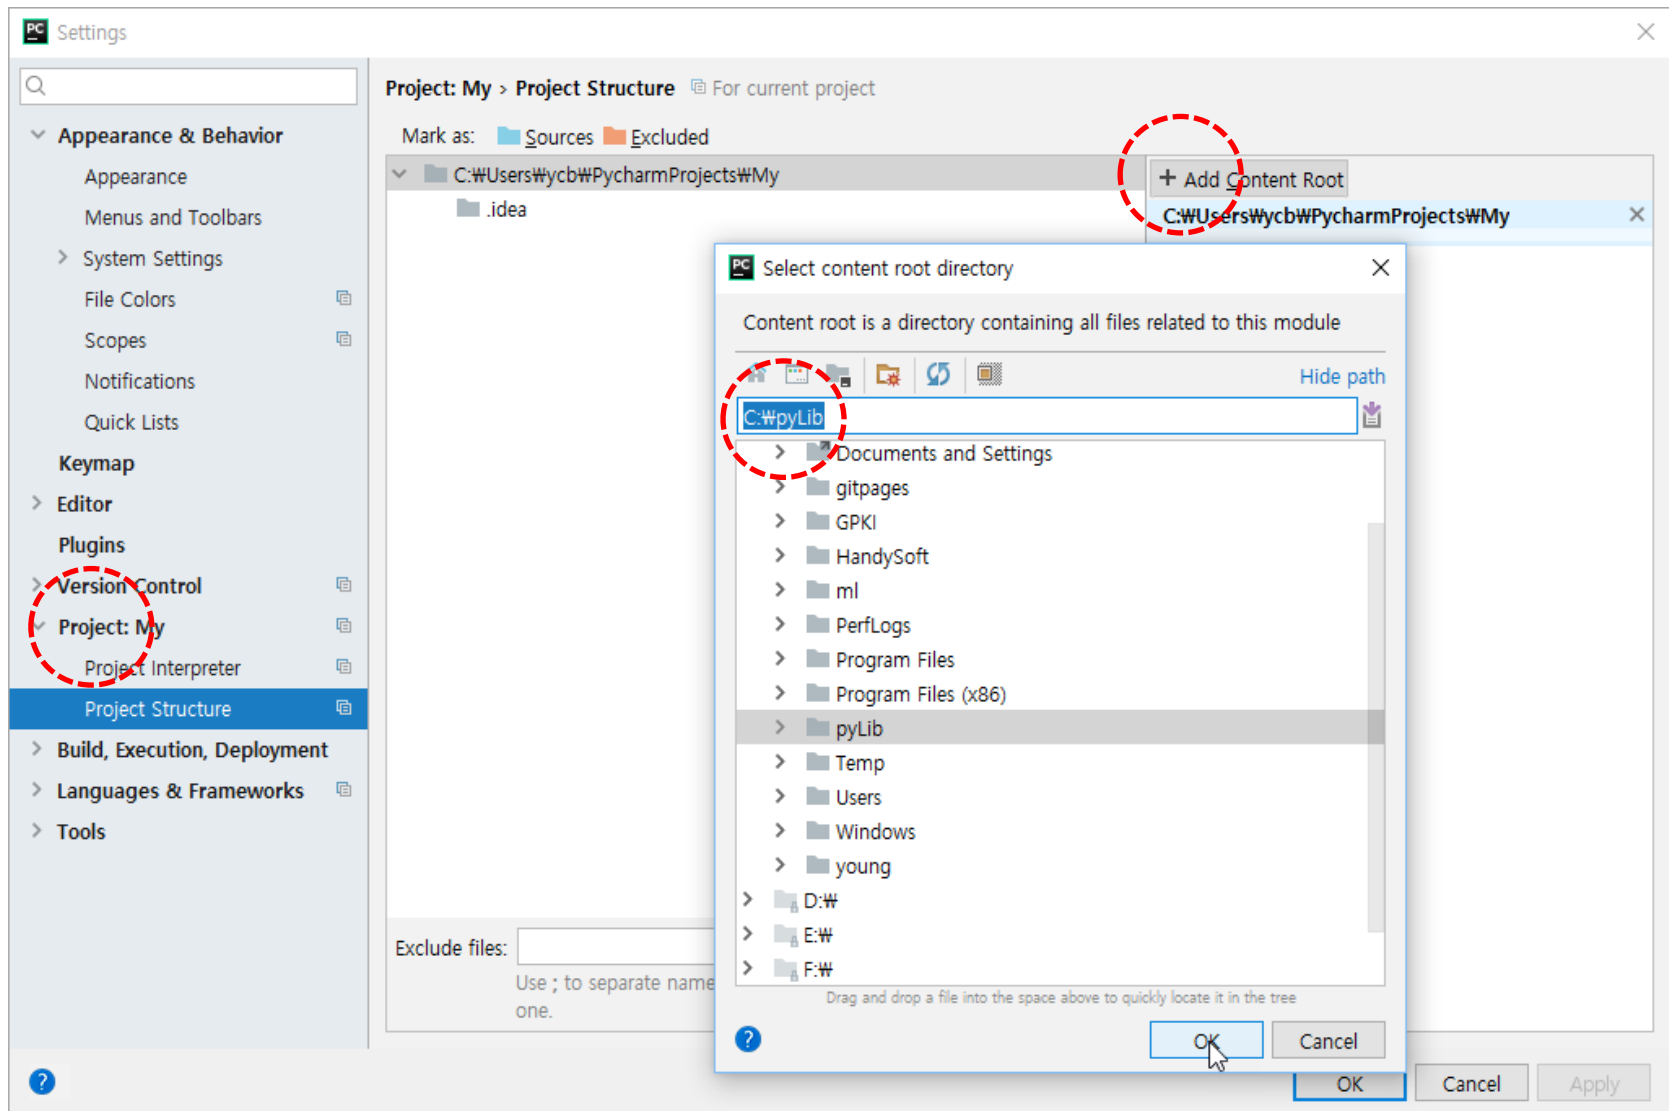 PC Settings
Appearance & Behavior
Appearance
Menus and Toolbars
System Settings
File Colors
Scopes
Notifications
Quick Lists
Keymap
Editor
Plugins
Version Control
Project: My
Project Interpreter
Project Structure
Build, Execution, Deployment
Languages & Frameworks
Tools
Project: My › Project Structure For current project
Mark as: Sources Excluded
C:₩Users₩ycb₩PycharmProjects₩My
.idea
+ Add Content Root
C:₩Users₩ycb₩PycharmProjects₩My
Exclude files:
Use ; to separate name
one.
PC Select content root directory
Content root is a directory containing all files related to this module
Hide path
C:₩pyLib
Documents and Settings
gitpages
GPKI
HandySoft
ml
PerfLogs
Program Files
Program Files (x86)
pyLib
Temp
Users
Windows
young
D:₩
E:₩
F:₩
Drag and drop a file into the space above to quickly locate it in the tree
? OK Cancel
? OK Cancel Apply